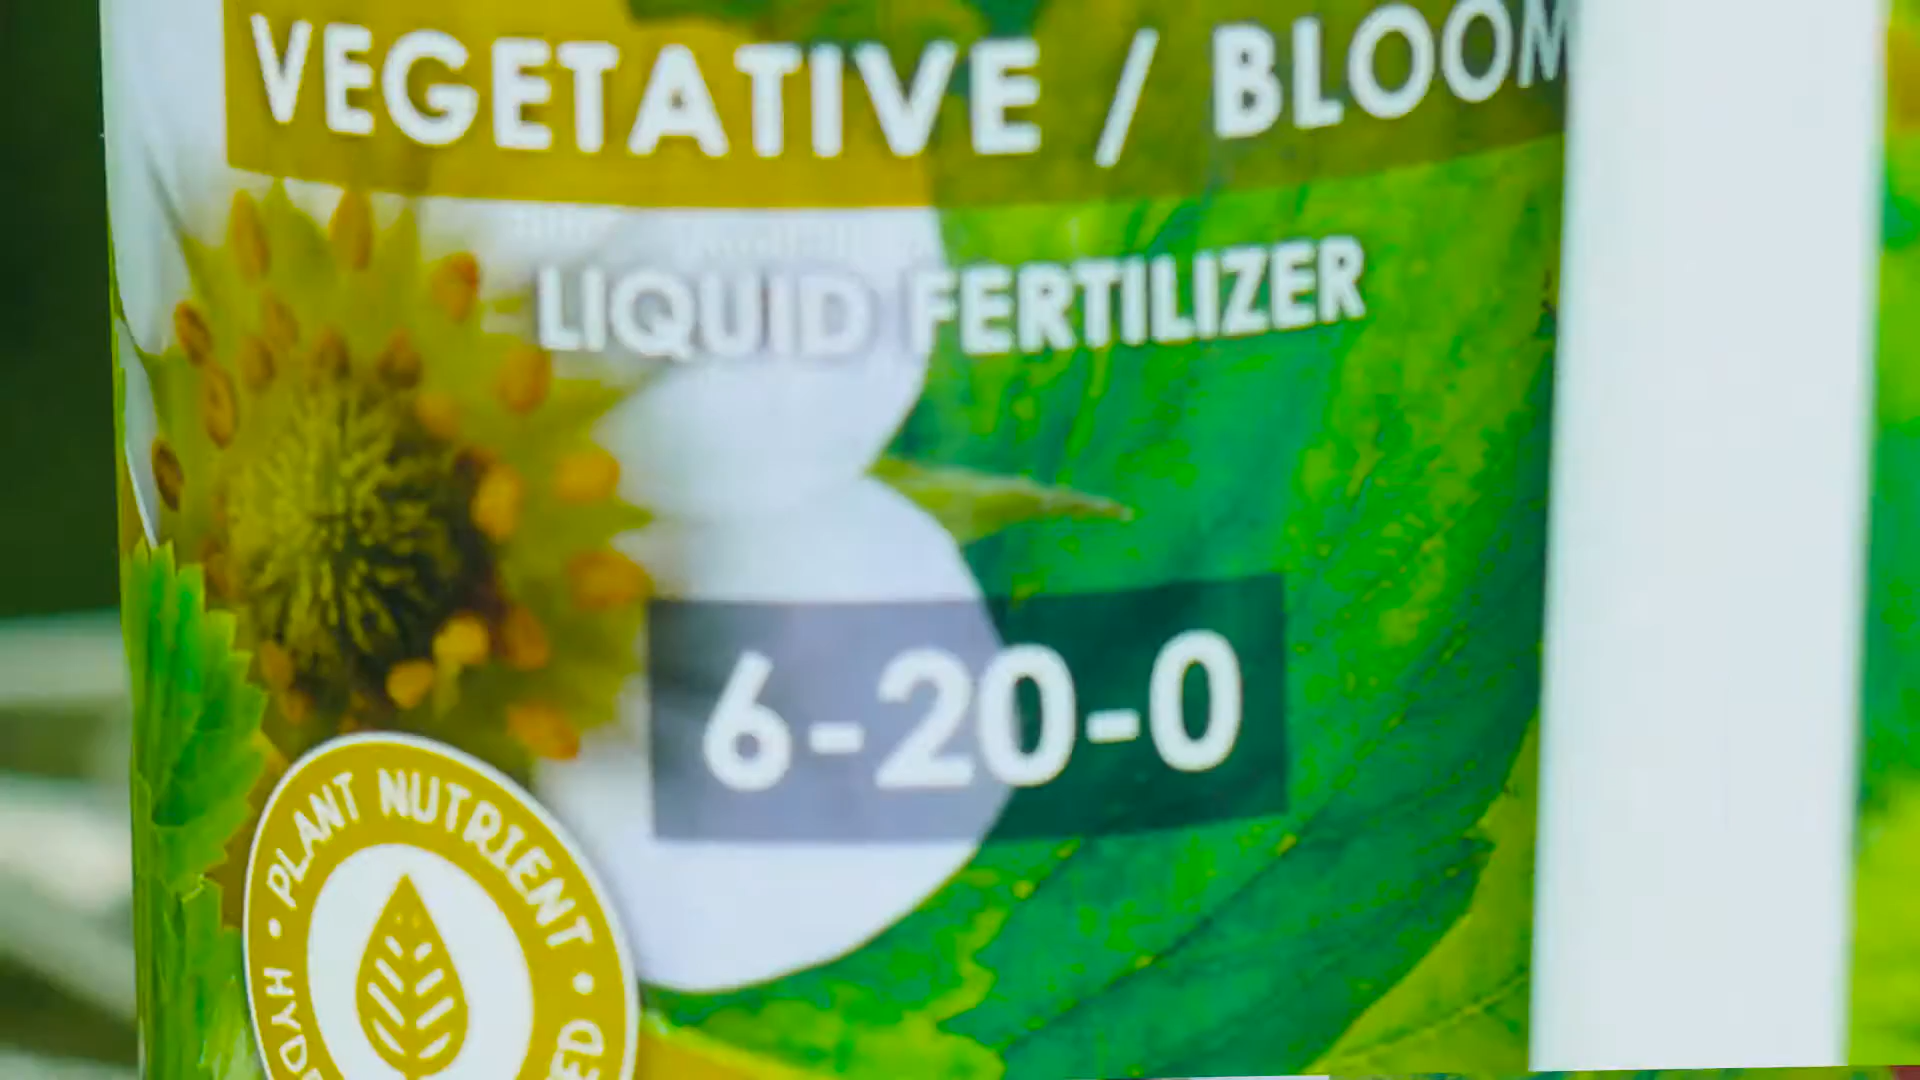 VEGETATIVE / BLOOM
LIQUID FERTILIZER
6-20-0
• PLANT NUTRIENT •